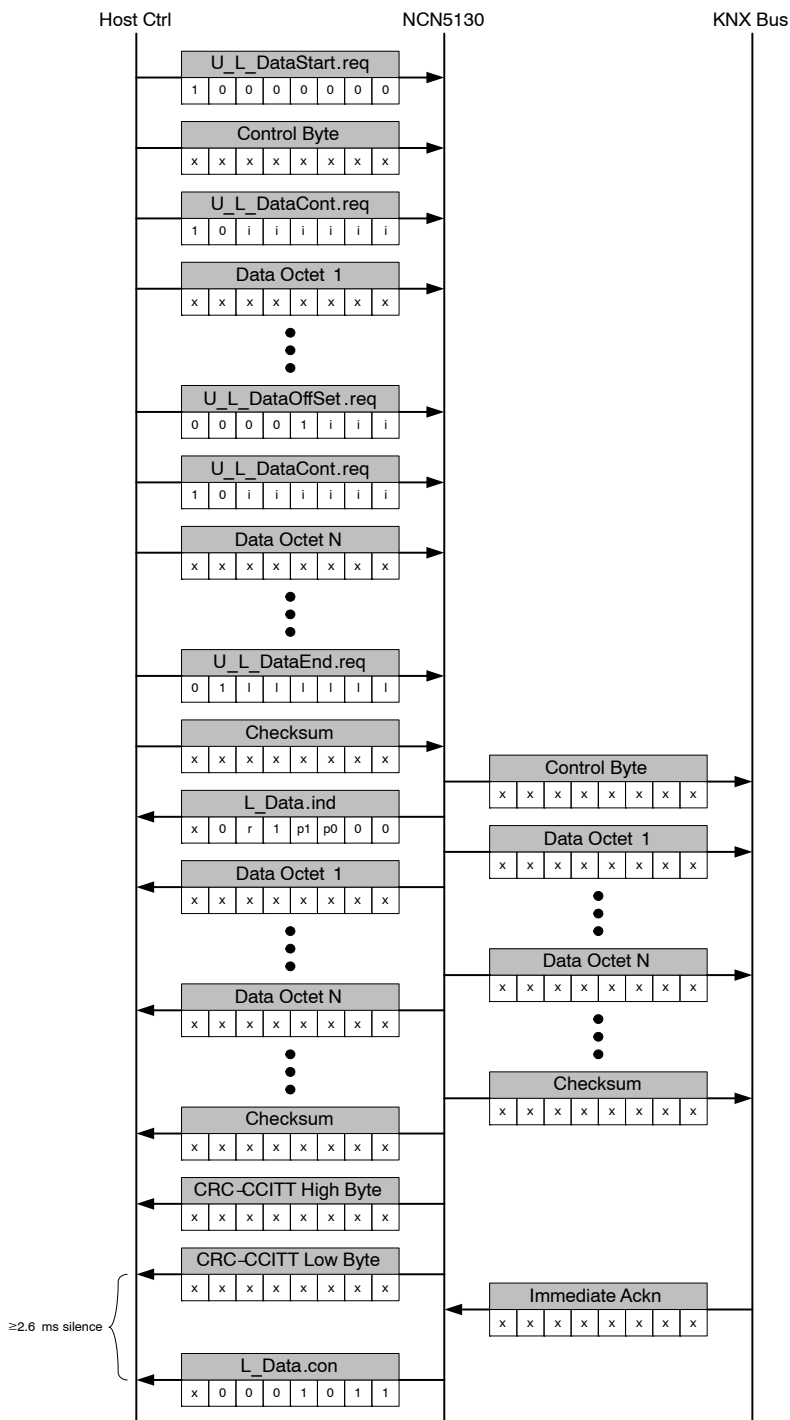 Host Ctrl NCN5130 KNX Bus
U_L_DataStart.req
1 0 0 0 0 0 0 0
Control Byte
x x x x x x x x
U_L_DataCont.req
1 0 i i i i i i
Data Octet 1
x x x x x x x x
U_L_DataOffSet.req
0 0 0 0 1 i i i
U_L_DataCont.req
1 0 i i i i i i
Data Octet N
x x x x x x x x
U_L_DataEnd.req
0 1 l l l l l l
Checksum
x x x x x x x x
Control Byte
x x x x x x x x
L_Data.ind
x 0 r 1 p1 p0 0 0
Data Octet 1
x x x x x x x x
Data Octet 1
x x x x x x x x
Data Octet N
x x x x x x x x
Data Octet N
x x x x x x x x
Checksum
x x x x x x x x
Checksum
x x x x x x x x
CRC-CCITT High Byte
x x x x x x x x
CRC-CCITT Low Byte
x x x x x x x x
Immediate Ackn
x x x x x x x x
≥2.6 ms silence
L_Data.con
x 0 0 0 1 0 1 1